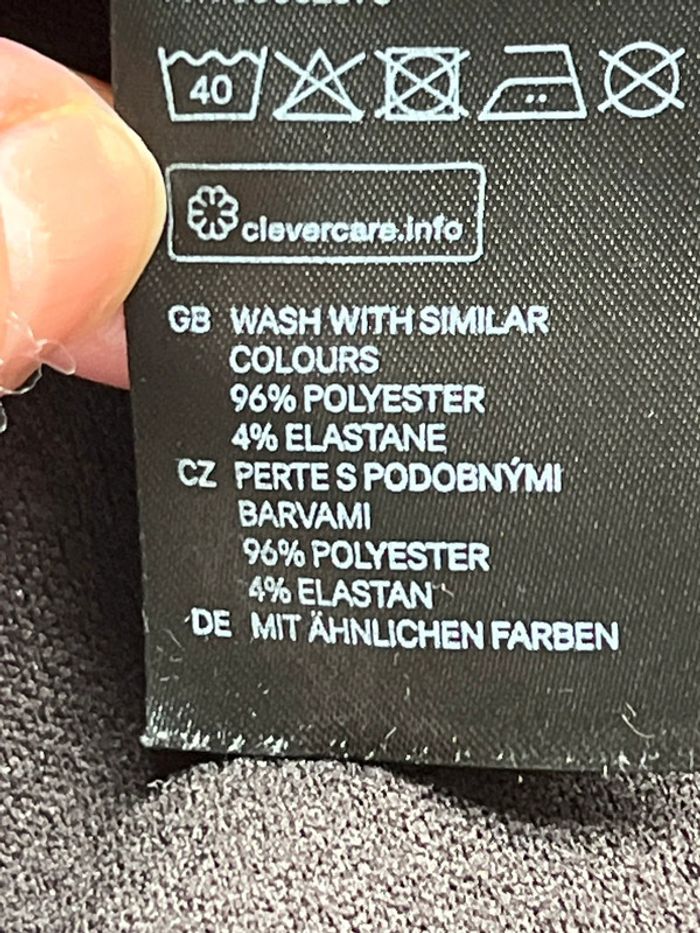 40
clevercare.info
GB WASH WITH SIMILAR
COLOURS
96% POLYESTER
4% ELASTANE
CZ PERTE S PODOBNÝMI
BARVAMI
96% POLYESTER
4% ELASTAN
DE MIT ÄHNLICHEN FARBEN